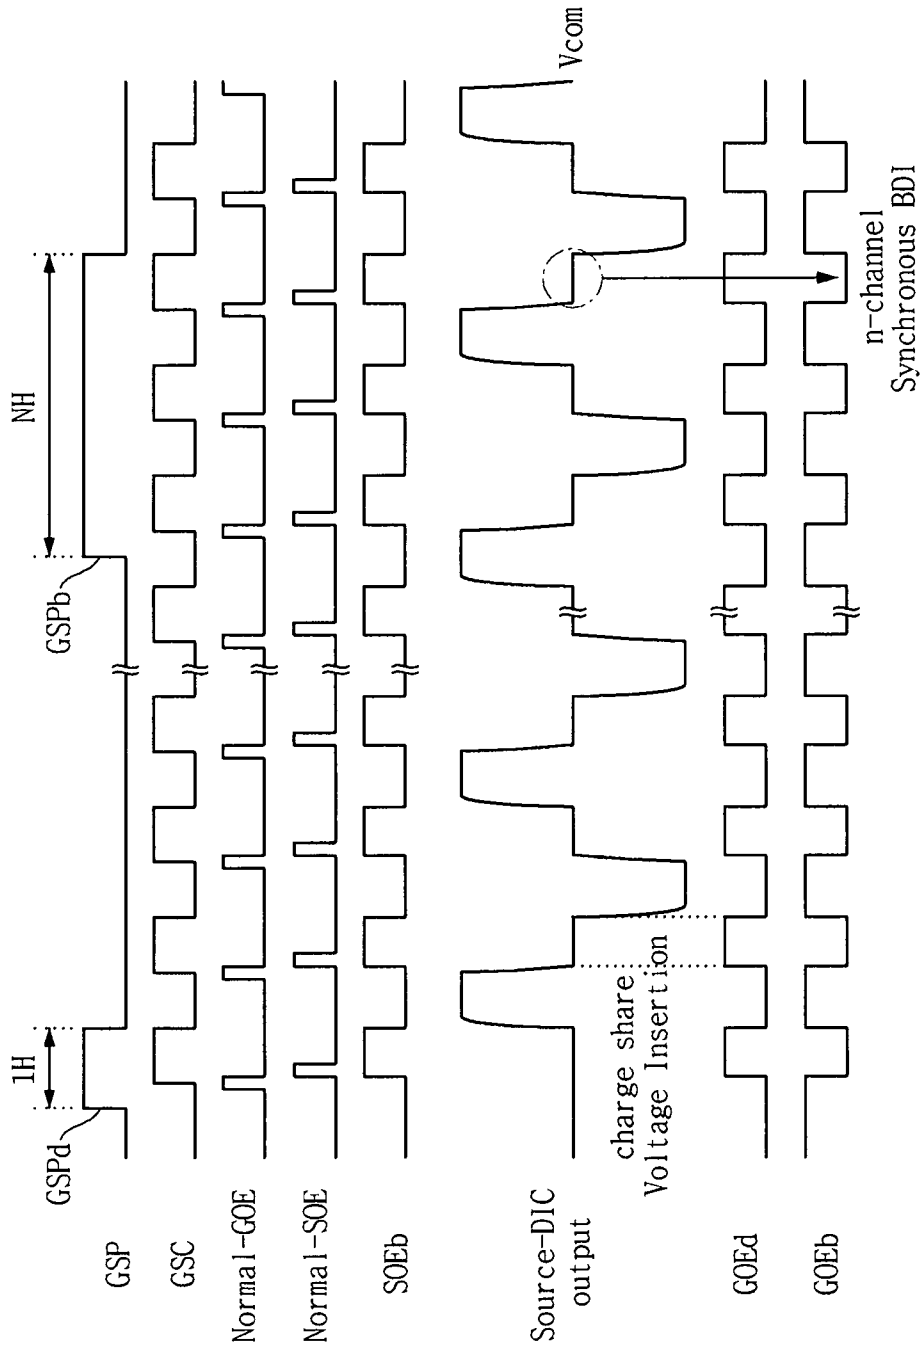 GSPd
1H
GSPb
NH
GSP
GSC
Normal-GOE
Normal-SOE
SOEb
Source-DIC
output
Vcom
charge share
Voltage Insertion
GOEd
GOEb
n-channel
Synchronous BDI